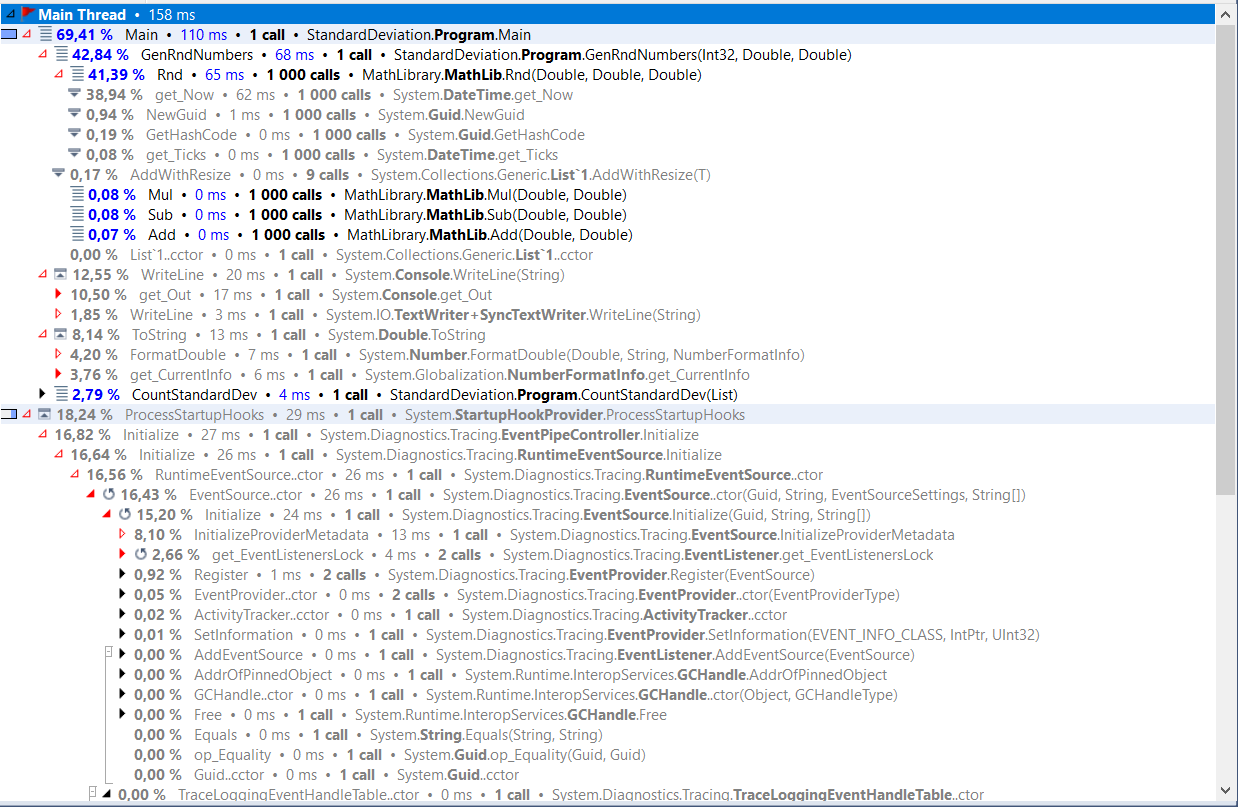 Main Thread • 158 ms
69,41 % Main • 110 ms • 1 call • StandardDeviation.Program.Main
42,84 % GenRndNumbers • 68 ms • 1 call • StandardDeviation.Program.GenRndNumbers(Int32, Double, Double)
41,39 % Rnd • 65 ms • 1 000 calls • MathLibrary.MathLib.Rnd(Double, Double, Double)
38,94 % get_Now • 62 ms • 1 000 calls • System.DateTime.get_Now
0,94 % NewGuid • 1 ms • 1 000 calls • System.Guid.NewGuid
0,19 % GetHashCode • 0 ms • 1 000 calls • System.Guid.GetHashCode
0,08 % get_Ticks • 0 ms • 1 000 calls • System.DateTime.get_Ticks
0,17 % AddWithResize • 0 ms • 9 calls • System.Collections.Generic.List`1.AddWithResize(T)
0,08 % Mul • 0 ms • 1 000 calls • MathLibrary.MathLib.Mul(Double, Double)
0,08 % Sub • 0 ms • 1 000 calls • MathLibrary.MathLib.Sub(Double, Double)
0,07 % Add • 0 ms • 1 000 calls • MathLibrary.MathLib.Add(Double, Double)
0,00 % List`1..cctor • 0 ms • 1 call • System.Collections.Generic.List`1..cctor
12,55 % WriteLine • 20 ms • 1 call • System.Console.WriteLine(String)
10,50 % get_Out • 17 ms • 1 call • System.Console.get_Out
1,85 % WriteLine • 3 ms • 1 call • System.IO.TextWriter+SyncTextWriter.WriteLine(String)
8,14 % ToString • 13 ms • 1 call • System.Double.ToString
4,20 % FormatDouble • 7 ms • 1 call • System.Number.FormatDouble(Double, String, NumberFormatInfo)
3,76 % get_CurrentInfo • 6 ms • 1 call • System.Globalization.NumberFormatInfo.get_CurrentInfo
2,79 % CountStandardDev • 4 ms • 1 call • StandardDeviation.Program.CountStandardDev(List)
18,24 % ProcessStartupHooks • 29 ms • 1 call • System.StartupHookProvider.ProcessStartupHooks
16,82 % Initialize • 27 ms • 1 call • System.Diagnostics.Tracing.EventPipeController.Initialize
16,64 % Initialize • 26 ms • 1 call • System.Diagnostics.Tracing.RuntimeEventSource.Initialize
16,56 % RuntimeEventSource..ctor • 26 ms • 1 call • System.Diagnostics.Tracing.RuntimeEventSource..ctor
16,43 % EventSource..ctor • 26 ms • 1 call • System.Diagnostics.Tracing.EventSource..ctor(Guid, String, EventSourceSettings, String[])
15,20 % Initialize • 24 ms • 1 call • System.Diagnostics.Tracing.EventSource.Initialize(Guid, String, String[])
8,10 % InitializeProviderMetadata • 13 ms • 1 call • System.Diagnostics.Tracing.EventSource.InitializeProviderMetadata
2,66 % get_EventListenersLock • 4 ms • 2 calls • System.Diagnostics.Tracing.EventListener.get_EventListenersLock
0,92 % Register • 1 ms • 2 calls • System.Diagnostics.Tracing.EventProvider.Register(EventSource)
0,05 % EventProvider..ctor • 0 ms • 2 calls • System.Diagnostics.Tracing.EventProvider..ctor(EventProviderType)
0,02 % ActivityTracker..cctor • 0 ms • 1 call • System.Diagnostics.Tracing.ActivityTracker..cctor
0,01 % SetInformation • 0 ms • 1 call • System.Diagnostics.Tracing.EventProvider.SetInformation(EVENT_INFO_CLASS, IntPtr, UInt32)
0,00 % AddEventSource • 0 ms • 1 call • System.Diagnostics.Tracing.EventListener.AddEventSource(EventSource)
0,00 % AddrOfPinnedObject • 0 ms • 1 call • System.Runtime.InteropServices.GCHandle.AddrOfPinnedObject
0,00 % GCHandle..ctor • 0 ms • 1 call • System.Runtime.InteropServices.GCHandle..ctor(Object, GCHandleType)
0,00 % Free • 0 ms • 1 call • System.Runtime.InteropServices.GCHandle.Free
0,00 % Equals • 0 ms • 1 call • System.String.Equals(String, String)
0,00 % op_Equality • 0 ms • 1 call • System.Guid.op_Equality(Guid, Guid)
0,00 % Guid..cctor • 0 ms • 1 call • System.Guid..cctor
0,00 % TraceLoggingEventHandleTable..ctor • 0 ms • 1 call • System.Diagnostics.Tracing.TraceLoggingEventHandleTable..ctor